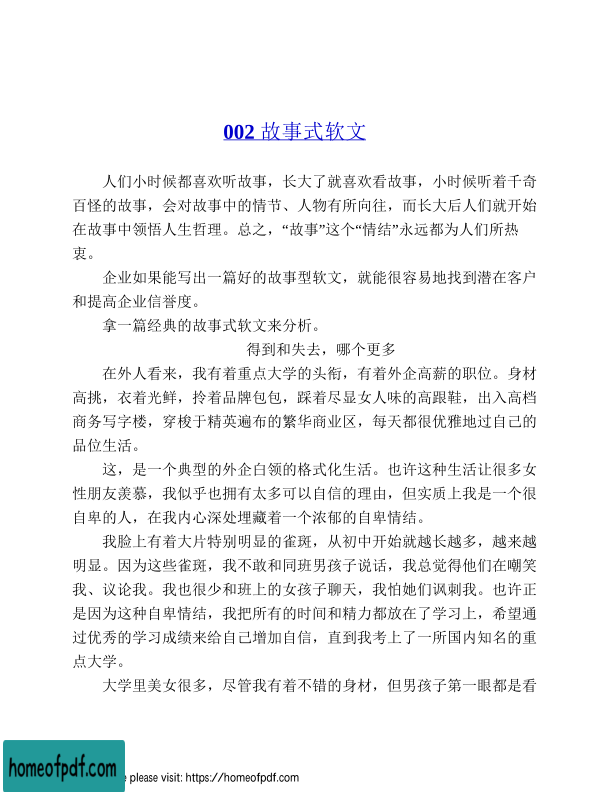 002 故事式软文
人们小时候都喜欢听故事，长大了就喜欢看故事，小时候听着千奇
百怪的故事，会对故事中的情节、人物有所向往，而长大后人们就开始
在故事中领悟人生哲理。总之，“故事”这个“情结”永远都为人们所热
衷。
企业如果能写出一篇好的故事型软文，就能很容易地找到潜在客户
和提高企业信誉度。
拿一篇经典的故事式软文来分析。
得到和失去，哪个更多
在外人看来，我有着重点大学的头衔，有着外企高薪的职位。身材
高挑，衣着光鲜，拎着品牌包包，踩着尽显女人味的高跟鞋，出入高档
商务写字楼，穿梭于精英遍布的繁华商业区，每天都很优雅地过自己的
品位生活。
这，是一个典型的外企白领的格式化生活。也许这种生活让很多女
性朋友羡慕，我似乎也拥有太多可以自信的理由，但实质上我是一个很
自卑的人，在我内心深处埋藏着一个浓郁的自卑情结。
我脸上有着大片特别明显的雀斑，从初中开始就越长越多，越来越
明显。因为这些雀斑，我不敢和同班男孩子说话，我总觉得他们在嘲笑
我、议论我。我也很少和班上的女孩子聊天，我怕她们讽刺我。也许正
是因为这种自卑情结，我把所有的时间和精力都放在了学习上，希望通
过优秀的学习成绩来给自己增加自信，直到我考上了一所国内知名的重
点大学。
大学里美女很多，尽管我有着不错的身材，但男孩子第一眼都是看
homeofpdf.com
e please visit: https://homeofpdf.com